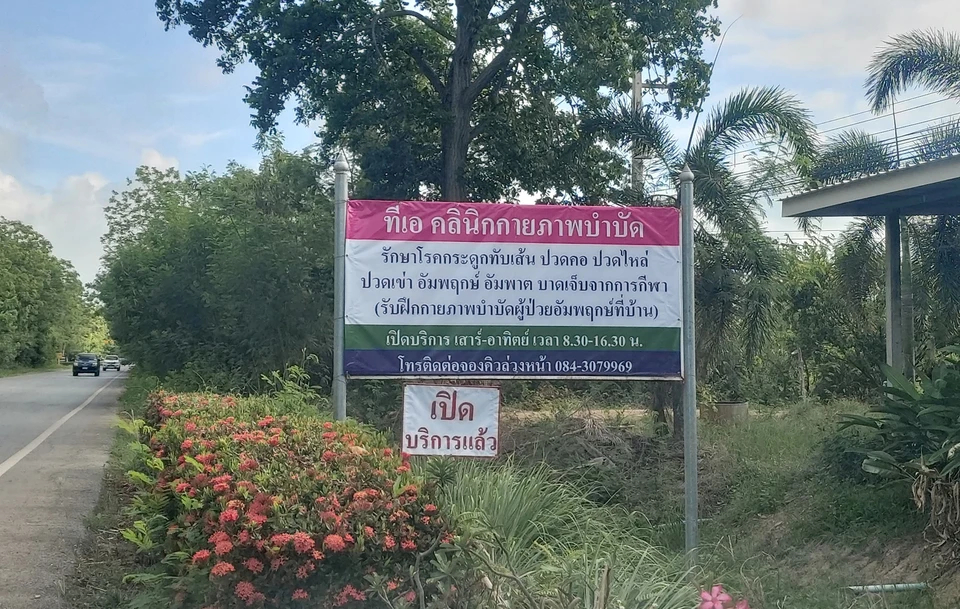 ทีเอ คลินิกกายภาพบำบัด
รักษาโรคกระดูกทับเส้น ปวดคอ ปวดไหล่
ปวดเข่า อัมพฤกษ์ อัมพาต บาดเจ็บจากการกีฬา
(รับฝึกกายภาพบำบัดผู้ป่วยอัมพฤกษ์ที่บ้าน)
เปิดบริการ เสาร์-อาทิตย์ เวลา 8.30-16.30 น.
โทรติดต่อจองคิวล่วงหน้า 084-3079969
เปิด
บริการแล้ว